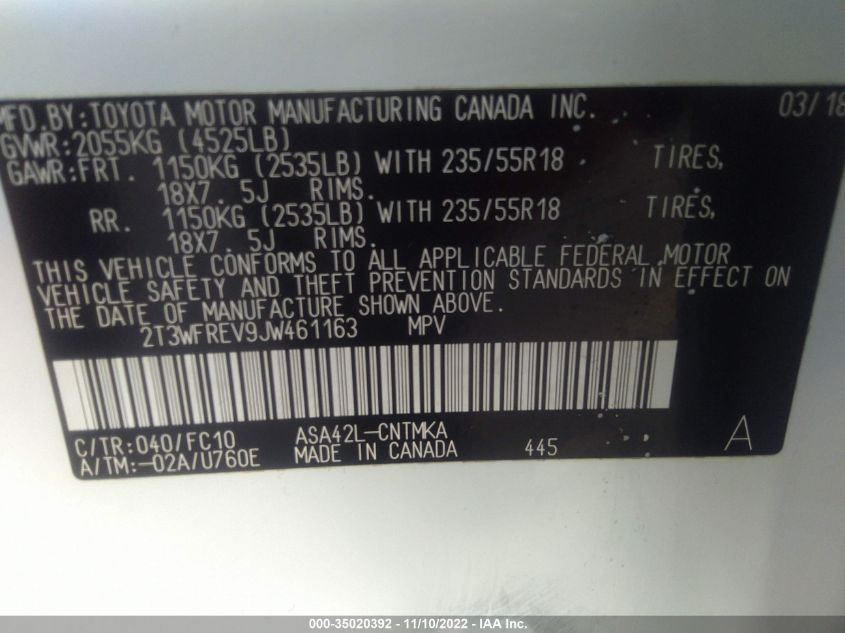 MFD.BY:TOYOTA MOTOR MANUFACTURING CANADA INC. 03/18
GVWR:2055KG (4525LB)
GAWR:FRT. 1150KG (2535LB) WITH 235/55R18 TIRES,
18X7. 5J RIMS.
RR. 1150KG (2535LB) WITH 235/55R18 TIRES,
18X7. 5J RIMS.
THIS VEHICLE CONFORMS TO ALL APPLICABLE FEDERAL MOTOR
VEHICLE SAFETY AND THEFT PREVENTION STANDARDS IN EFFECT ON
THE DATE OF MANUFACTURE SHOWN ABOVE.
2T3WFREV9JW461163 MPV
C/TR:040/FC10 ASA42L-CNTMKA
A/TM:-02A/U760E MADE IN CANADA 445 A
000-35020392 - 11/10/2022 - IAA Inc.